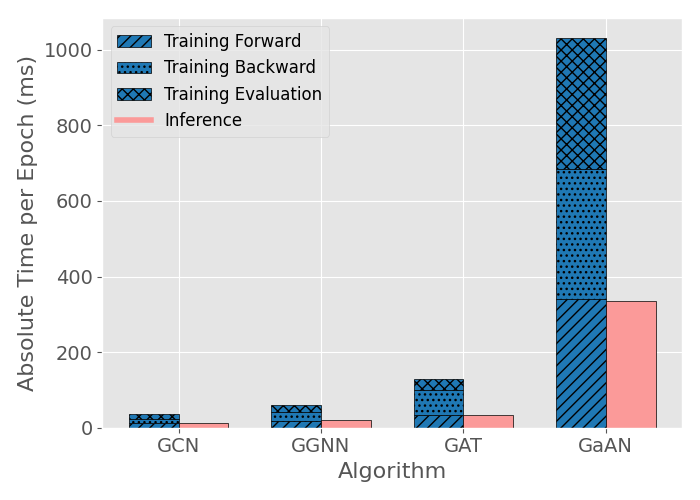 Training Forward
Training Backward
Training Evaluation
Inference
Absolute Time per Epoch (ms)
1000
800
600
400
200
0
GCN GGNN GAT GaAN
Algorithm